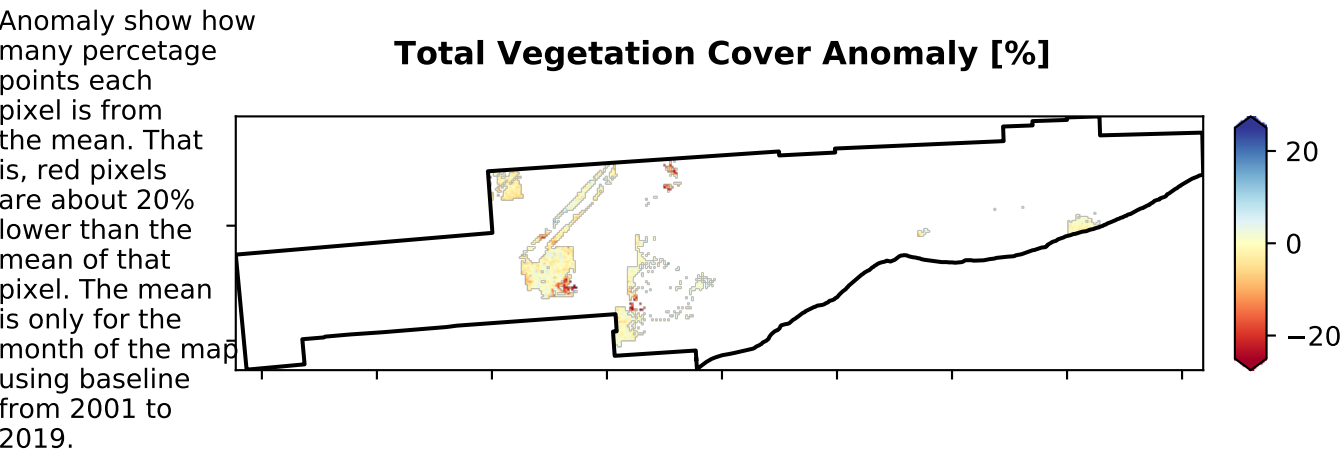 Anomaly show how
many percetage
points each
pixel is from
the mean. That
is, red pixels
are about 20%
lower than the
mean of that
pixel. The mean
is only for the
month of the map
using baseline
from 2001 to
2019.
Total Vegetation Cover Anomaly [%]
20
0
−20